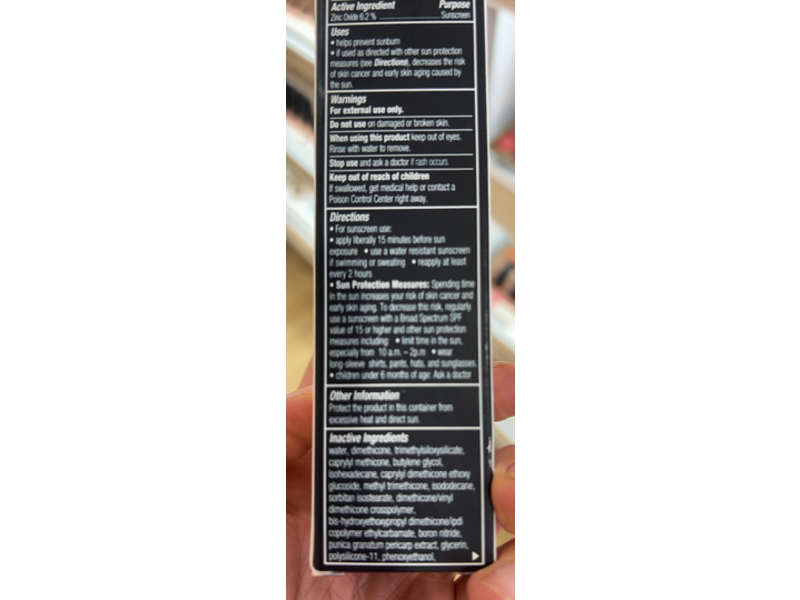 Active Ingredient Purpose
Zinc Oxide 6.2 % Sunscreen
Uses
• helps prevent sunburn
• if used as directed with other sun protection
measures (see Directions), decreases the risk
of skin cancer and early skin aging caused by
the sun.
Warnings
For external use only.
Do not use on damaged or broken skin.
When using this product keep out of eyes.
Rinse with water to remove.
Stop use and ask a doctor if rash occurs.
Keep out of reach of children
If swallowed, get medical help or contact a
Poison Control Center right away.
Directions
• For sunscreen use:
• apply liberally 15 minutes before sun
exposure • use a water resistant sunscreen
if swimming or sweating • reapply at least
every 2 hours
• Sun Protection Measures: Spending time
in the sun increases your risk of skin cancer and
early skin aging. To decrease this risk, regularly
use a sunscreen with a Broad Spectrum SPF
value of 15 or higher and other sun protection
measures including: • limit time in the sun,
especially from 10 a.m. – 2p.m • wear
long-sleeve shirts, pants, hats, and sunglasses
• children under 6 months of age: Ask a doctor
Other Information
Protect the product in this container from
excessive heat and direct sun.
Inactive Ingredients
water, dimethicone, trimethylsiloxysilicate,
caprylyl methicone, butylene glycol,
isohexadecane, caprylyl dimethicone ethoxy
glucoside, methyl trimethicone, isododecane,
sorbitan isostearate, dimethicone/vinyl
dimethicone crosspolymer,
bis-hydroxyethoxypropyl dimethicone/ipdi
copolymer ethylcarbamate, boron nitride,
punica granatum pericarp extract, glycerin,
polysilicone-11, phenoxyethanol,